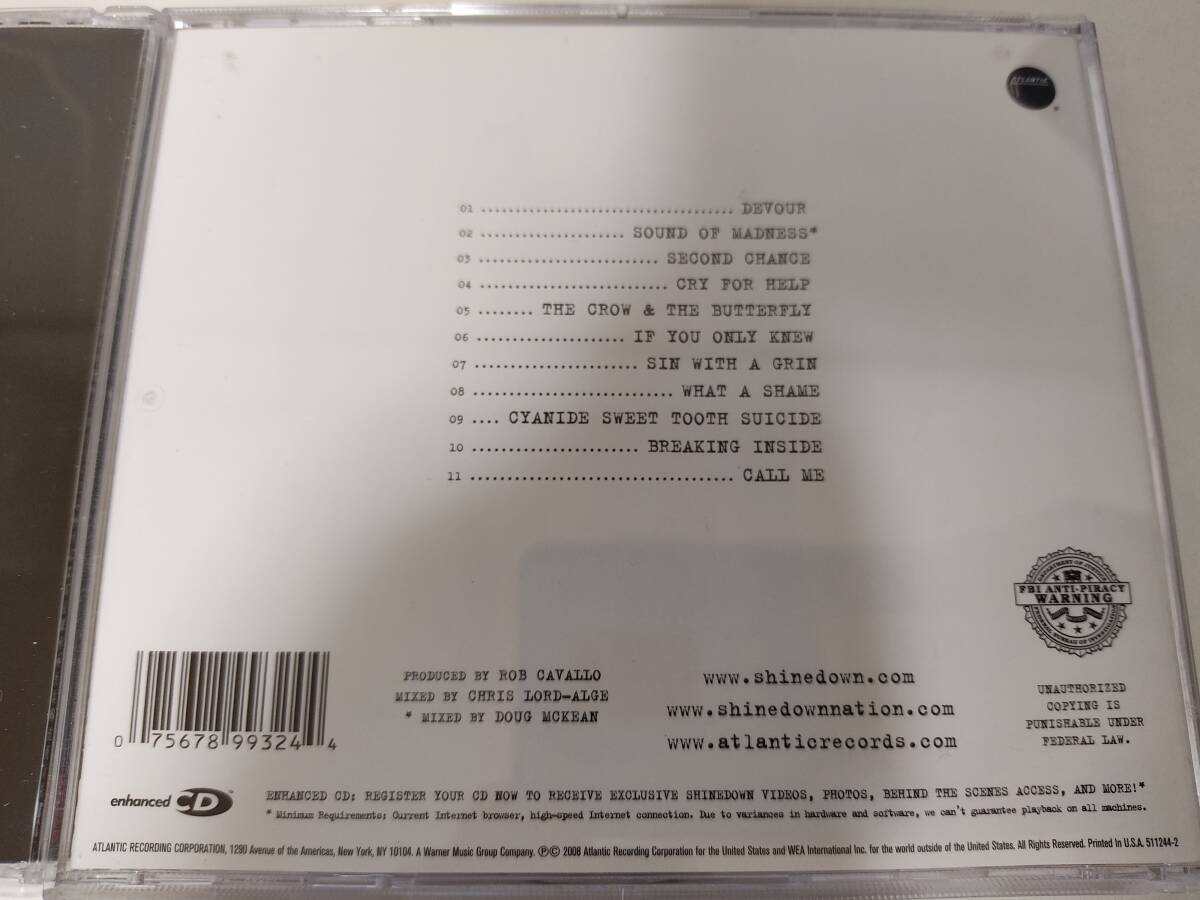 ATLANTIC
01 .................................... DEVOUR
02 ..................... SOUND OF MADNESS*
03 .......................... SECOND CHANCE
04 ........................... CRY FOR HELP
05 ........ THE CROW & THE BUTTERFLY
06 ..................... IF YOU ONLY KNEW
07 ....................... SIN WITH A GRIN
08 ............................ WHAT A SHAME
09 .... CYANIDE SWEET TOOTH SUICIDE
10 ....................... BREAKING INSIDE
11 ..................................... CALL ME
DEPARTMENT OF JUSTICE
FBI ANTI-PIRACY
WARNING
FEDERAL BUREAU OF INVESTIGATION
UNAUTHORIZED
COPYING IS
PUNISHABLE UNDER
FEDERAL LAW.
PRODUCED BY ROB CAVALLO
MIXED BY CHRIS LORD-ALGE
* MIXED BY DOUG MCKEAN
www.shinedown.com
www.shinedownnation.com
www.atlanticrecords.com
0 75678 99324 4
enhanced CD
ENHANCED CD: REGISTER YOUR CD NOW TO RECEIVE EXCLUSIVE SHINEDOWN VIDEOS, PHOTOS, BEHIND THE SCENES ACCESS, AND MORE!*
* Minimum Requirements: Current Internet browser, high-speed Internet connection. Due to variances in hardware and software, we can't guarantee playback on all machines.
ATLANTIC RECORDING CORPORATION, 1290 Avenue of the Americas, New York, NY 10104. A Warner Music Group Company. ℗© 2008 Atlantic Recording Corporation for the United States and WEA International Inc. for the world outside of the United States. All Rights Reserved. Printed In U.S.A. 511244-2